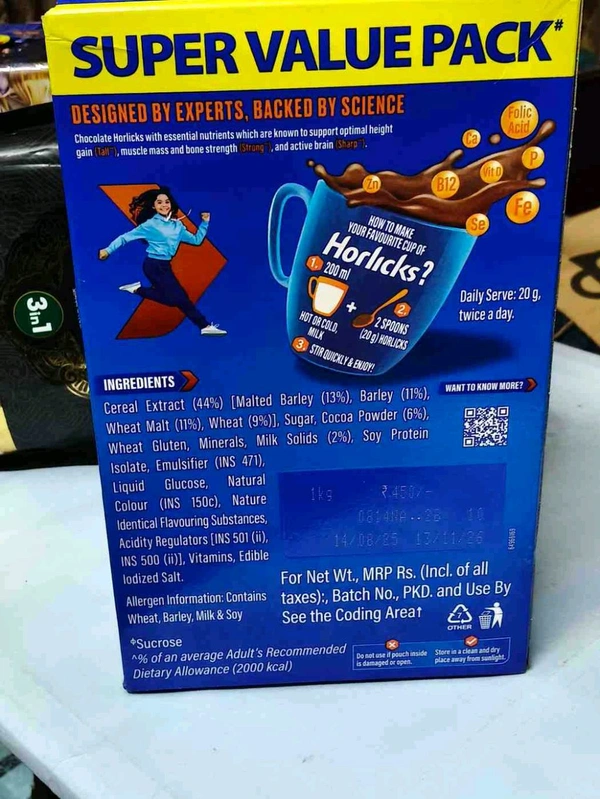 SUPER VALUE PACK#
DESIGNED BY EXPERTS, BACKED BY SCIENCE
Chocolate Horlicks with essential nutrients which are known to support optimal height
gain (Tall^), muscle mass and bone strength (Strong^), and active brain (Sharp^).
Folic
Acid
Ca
P
Vit D
B12
Zn
Fe
Se
HOW TO MAKE
YOUR FAVOURITE CUP OF
Horlicks?
1. 200 ml
HOT OR COLD,
MILK
+
2.
2 SPOONS
(20 g) HORLICKS
3. STIR QUICKLY & ENJOY!
Daily Serve: 20 g,
twice a day.
3 in 1
INGREDIENTS
Cereal Extract (44%) [Malted Barley (13%), Barley (11%),
Wheat Malt (11%), Wheat (9%)], Sugar, Cocoa Powder (6%),
Wheat Gluten, Minerals, Milk Solids (2%), Soy Protein
Isolate, Emulsifier (INS 471),
Liquid Glucose, Natural
Colour (INS 150c), Nature
Identical Flavouring Substances,
Acidity Regulators [INS 501 (ii),
INS 500 (ii)], Vitamins, Edible
Iodized Salt.
WANT TO KNOW MORE?
1kg ₹450/-
14/08/25 13/11/26
Allergen Information: Contains
Wheat, Barley, Milk & Soy
For Net Wt., MRP Rs. (Incl. of all
taxes):, Batch No., PKD. and Use By
See the Coding Area↑
7
OTHER
*Sucrose
^% of an average Adult's Recommended
Dietary Allowance (2000 kcal)
Do not use if pouch inside
is damaged or open.
Store in a clean and dry
place away from sunlight.